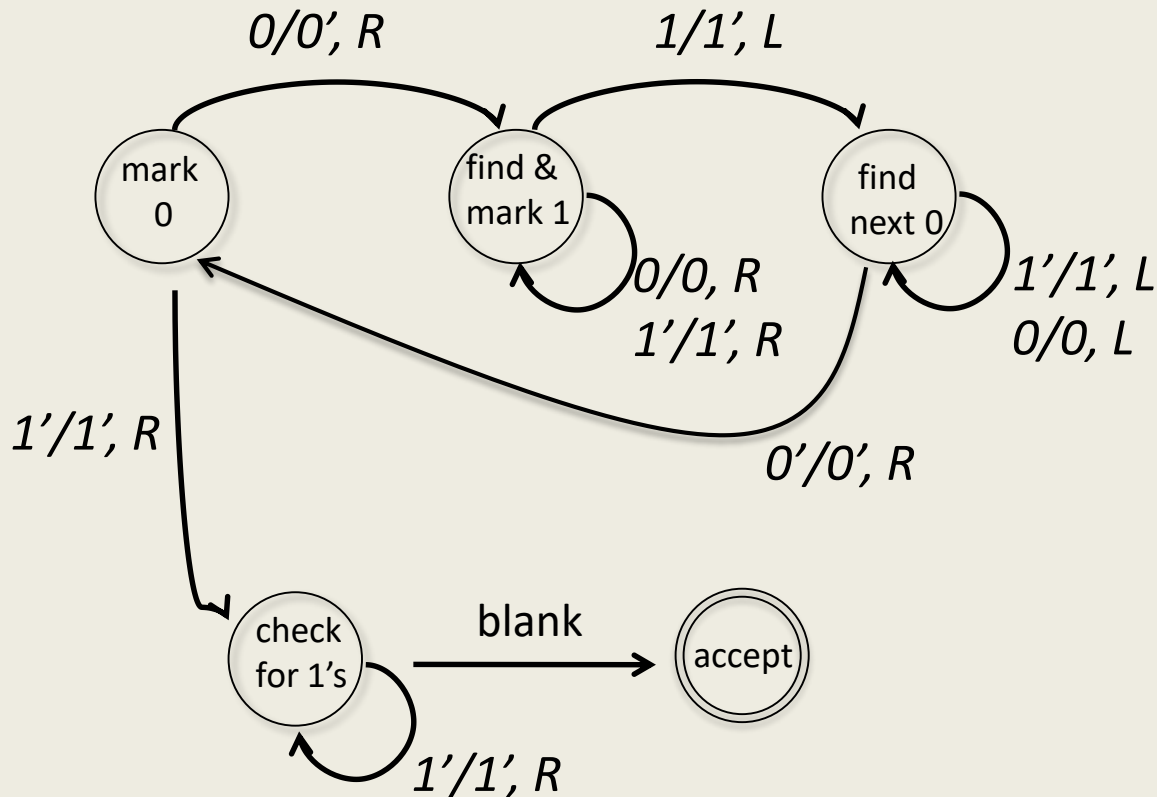 0/0’, R
1/1’, L
mark
0
find &
mark 1
find
next 0
0/0, R
1’/1’, R
1’/1’, L
0/0, L
1’/1’, R
0’/0’, R
check
for 1’s
blank
accept
1’/1’, R